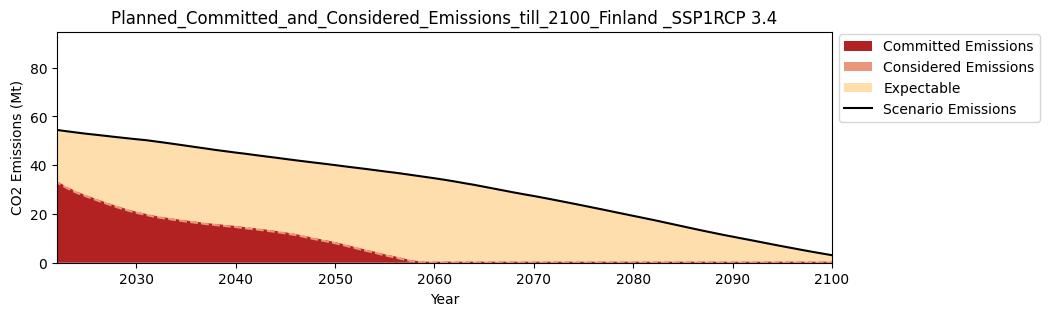 Planned_Committed_and_Considered_Emissions_till_2100_Finland _SSP1RCP 3.4
Committed Emissions
Considered Emissions
Expectable
Scenario Emissions
CO2 Emissions (Mt)
80
60
40
20
0
2030 2040 2050 2060 2070 2080 2090 2100
Year